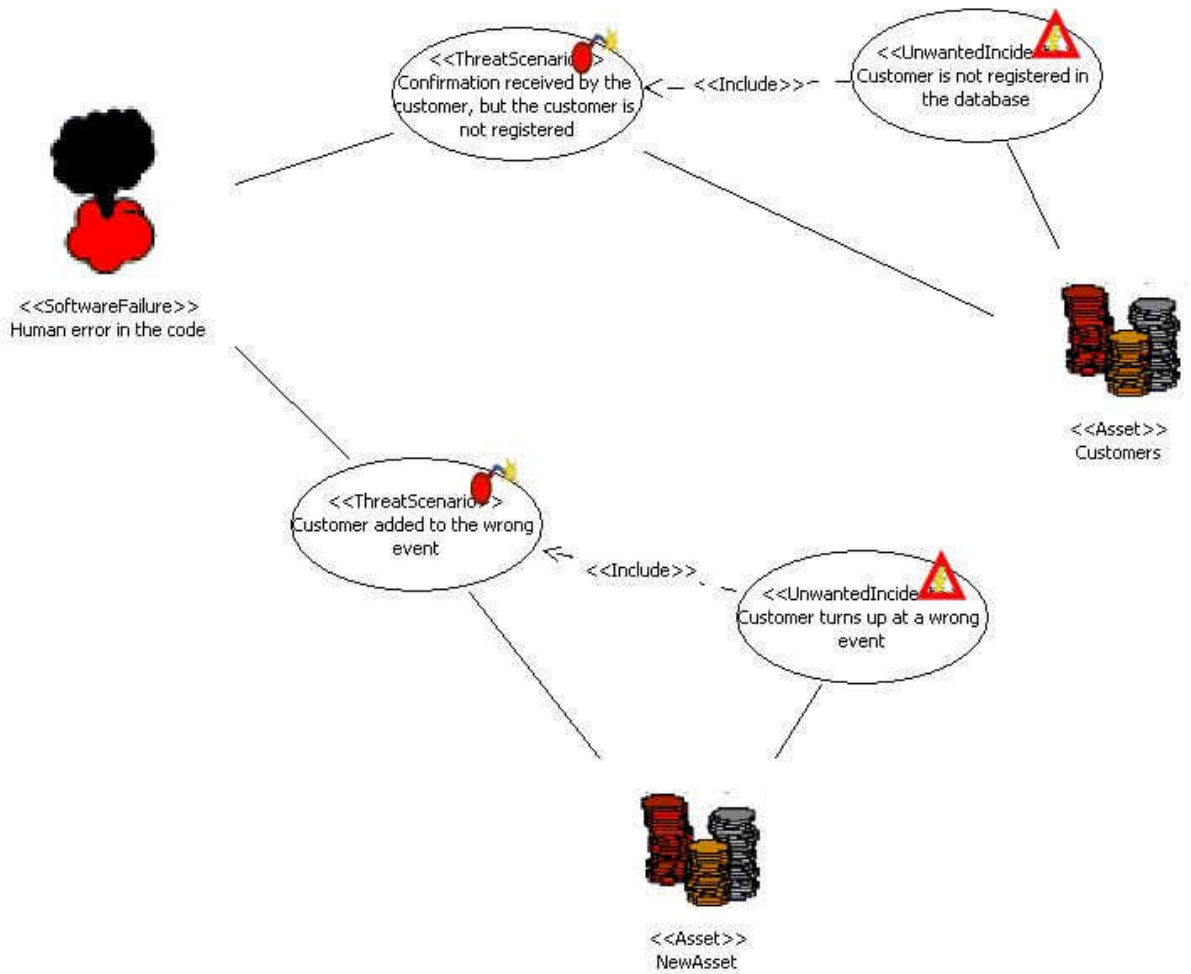 <<ThreatScenario>>
Confirmation received by the
customer, but the customer is
not registered
<<Include>>
<<UnwantedIncident
Customer is not registered in
the database
<<SoftwareFailure>>
Human error in the code
<<Asset>>
Customers
<<ThreatScenario>>
Customer added to the wrong
event
<<Include>>
<<UnwantedIncident
Customer turns up at a wrong
event
<<Asset>>
NewAsset